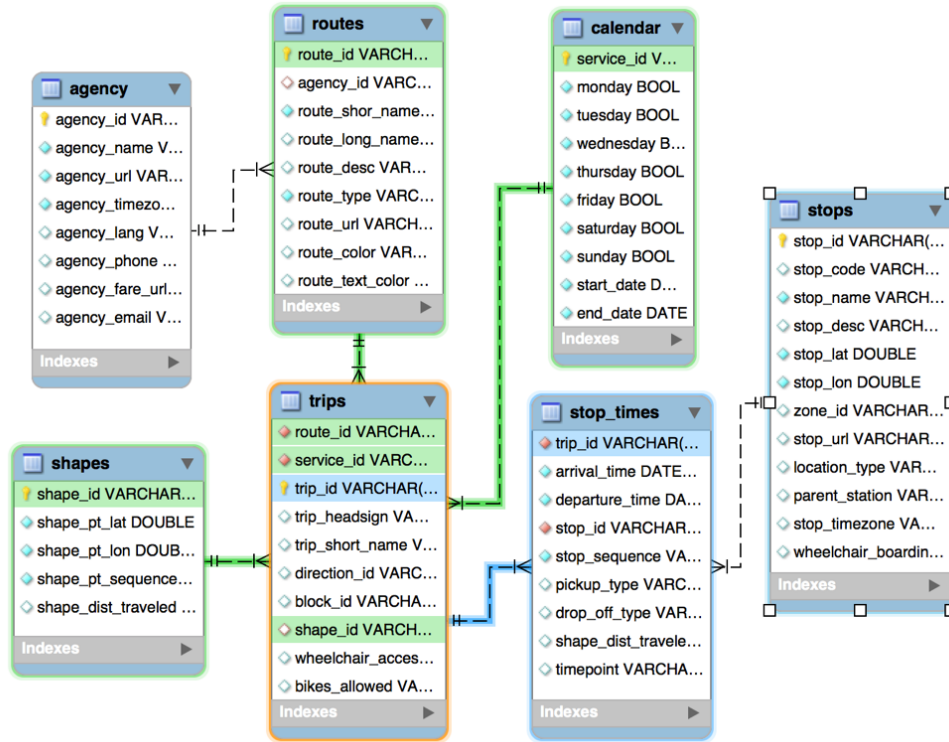 agency
agency_id VAR...
agency_name V...
agency_url VAR...
agency_timezo...
agency_lang V...
agency_phone ...
agency_fare_url...
agency_email V...
Indexes
routes
route_id VARCH...
agency_id VARC...
route_shor_name...
route_long_name...
route_desc VAR...
route_type VARC...
route_url VARCH...
route_color VAR...
route_text_color ...
Indexes
calendar
service_id V...
monday BOOL
tuesday BOOL
wednesday B...
thursday BOOL
friday BOOL
saturday BOOL
sunday BOOL
start_date D...
end_date DATE
Indexes
stops
stop_id VARCHAR(...
stop_code VARCH...
stop_name VARCH...
stop_desc VARCH...
stop_lat DOUBLE
stop_lon DOUBLE
zone_id VARCHAR...
stop_url VARCHAR...
location_type VAR...
parent_station VAR...
stop_timezone VA...
wheelchair_boardin...
Indexes
shapes
shape_id VARCHAR...
shape_pt_lat DOUBLE
shape_pt_lon DOUB...
shape_pt_sequence...
shape_dist_traveled ...
Indexes
trips
route_id VARCHA...
service_id VARC...
trip_id VARCHAR(...
trip_headsign VA...
trip_short_name V...
direction_id VARC...
block_id VARCHA...
shape_id VARCH...
wheelchair_acces...
bikes_allowed VA...
Indexes
stop_times
trip_id VARCHAR(...
arrival_time DATE...
departure_time DA...
stop_id VARCHAR...
stop_sequence VA...
pickup_type VARC...
drop_off_type VAR...
shape_dist_travele...
timepoint VARCHA...
Indexes